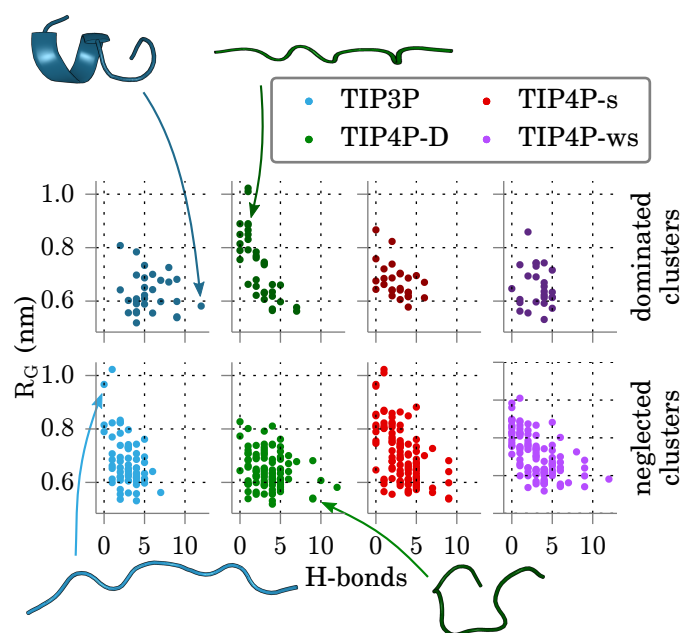 TIP3P
TIP4P-s
TIP4P-D
TIP4P-ws
1.0
0.8
0.6
dominated
clusters
R_G (nm)
1.0
0.8
0.6
neglected
clusters
0 5 10 0 5 10 0 5 10 0 5 10
H-bonds